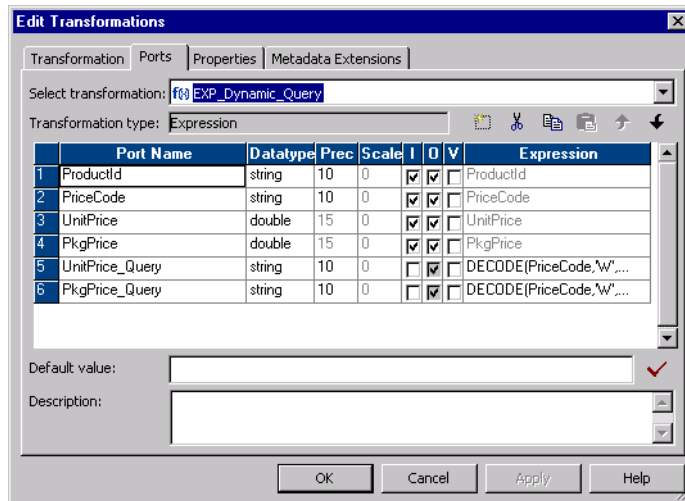 Edit Transformations
Transformation Ports Properties Metadata Extensions
Select transformation: f(x) EXP_Dynamic_Query
Transformation type: Expression
Port Name Datatype Prec Scale I O V Expression
1 ProductId string 10 0 ProductId
2 PriceCode string 10 0 PriceCode
3 UnitPrice double 15 0 UnitPrice
4 PkgPrice double 15 0 PkgPrice
5 UnitPrice_Query string 10 0 DECODE(PriceCode,'W',...
6 PkgPrice_Query string 10 0 DECODE(PriceCode,'W',...
Default value:
Description:
OK Cancel Apply Help